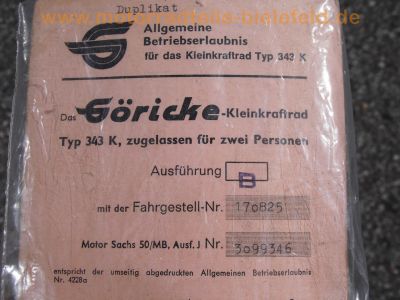 www.motorradteile-bielefeld.de
Duplikat
Allgemeine
Betriebserlaubnis
für das Kleinkraftrad Typ 343 K
Das Göricke-Kleinkraftrad
Typ 343 K, zugelassen für zwei Personen
Ausführung B
mit der Fahrgestell-Nr. 170825
Motor Sachs 50/MB, Ausf. J Nr. 3099346
entspricht der umseitig abgedruckten Allgemeinen Betriebserlaubnis
Nr. 4228a